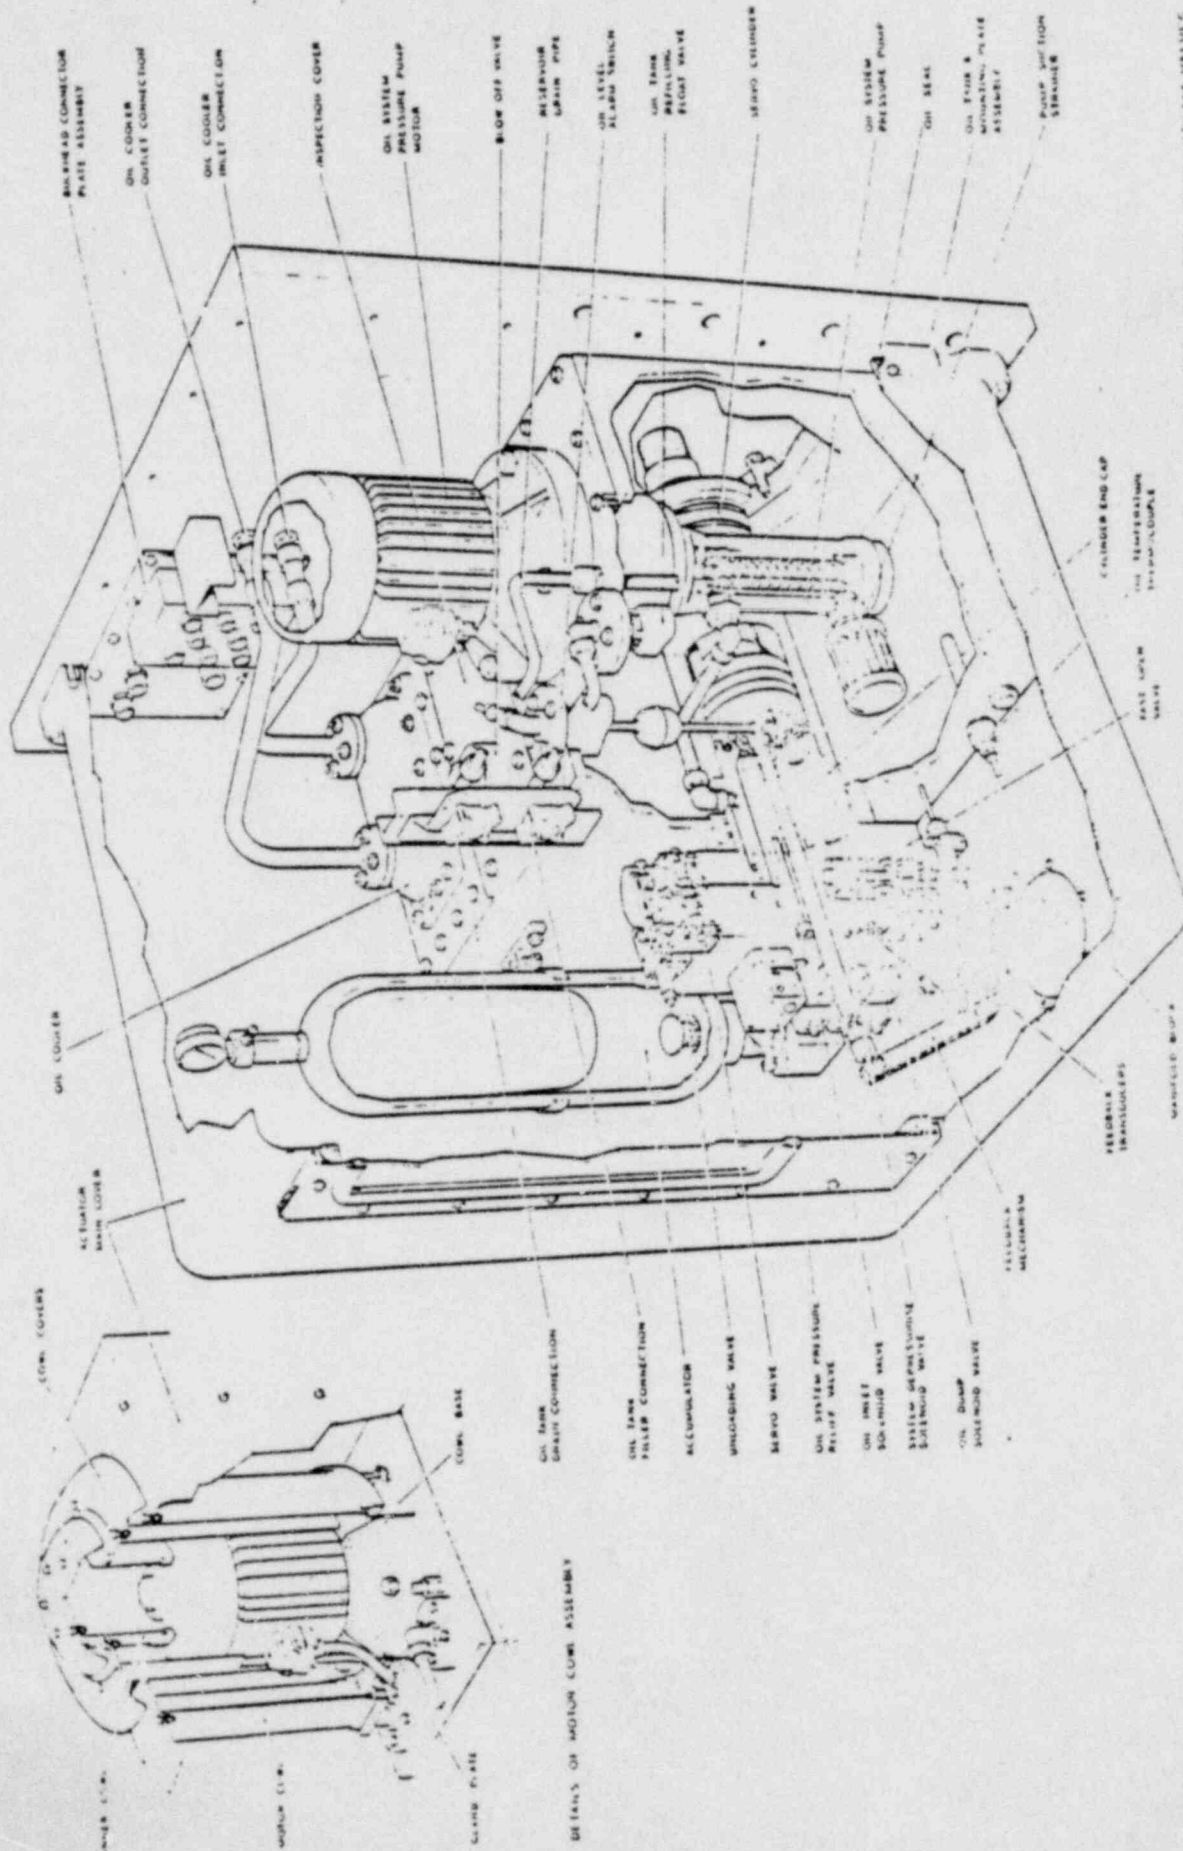 BULKHEAD CONNECTOR
PLATE ASSEMBLY
OIL COOLER
OUTLET CONNECTION
OIL COOLER
INLET CONNECTION
INSPECTION COVER
OIL SYSTEM
PRESSURE PUMP
MOTOR
BLOW OFF VALVE
RESERVOIR
DRAIN PIPE
OIL LEVEL
ALARM SWITCH
OIL TANK
REFILLING
FLOAT VALVE
SERVO CYLINDER
OIL SYSTEM
PRESSURE PUMP
OIL SEAL
OIL TANK &
MOUNTING PLATE
ASSEMBLY
PUMP SUCTION
STRAINER
CYLINDER END CAP
OIL TEMPERATURE
THERMOCOUPLE
FAST OPEN
VALVE
MANIFOLD BLOCK
FEEDBACK
TRANSDUCERS
FEEDBACK
MECHANISM
OIL COOLER
ACTUATOR
MAIN COVER
COWL COVERS
OIL TANK
DRAIN CONNECTION
OIL TANK
FILLER CONNECTION
ACCUMULATOR
UNLOADING VALVE
SERVO VALVE
OIL SYSTEM PRESSURE
RELIEF VALVE
OIL INLET
SOLENOID VALVE
SYSTEM DEPRESSURISE
SOLENOID VALVE
OIL DUMP
SOLENOID VALVE
COWL BASE
INNER COWL
MOTOR COWL
GLAND PLATE
DETAILS OF MOTOR COWL ASSEMBLY